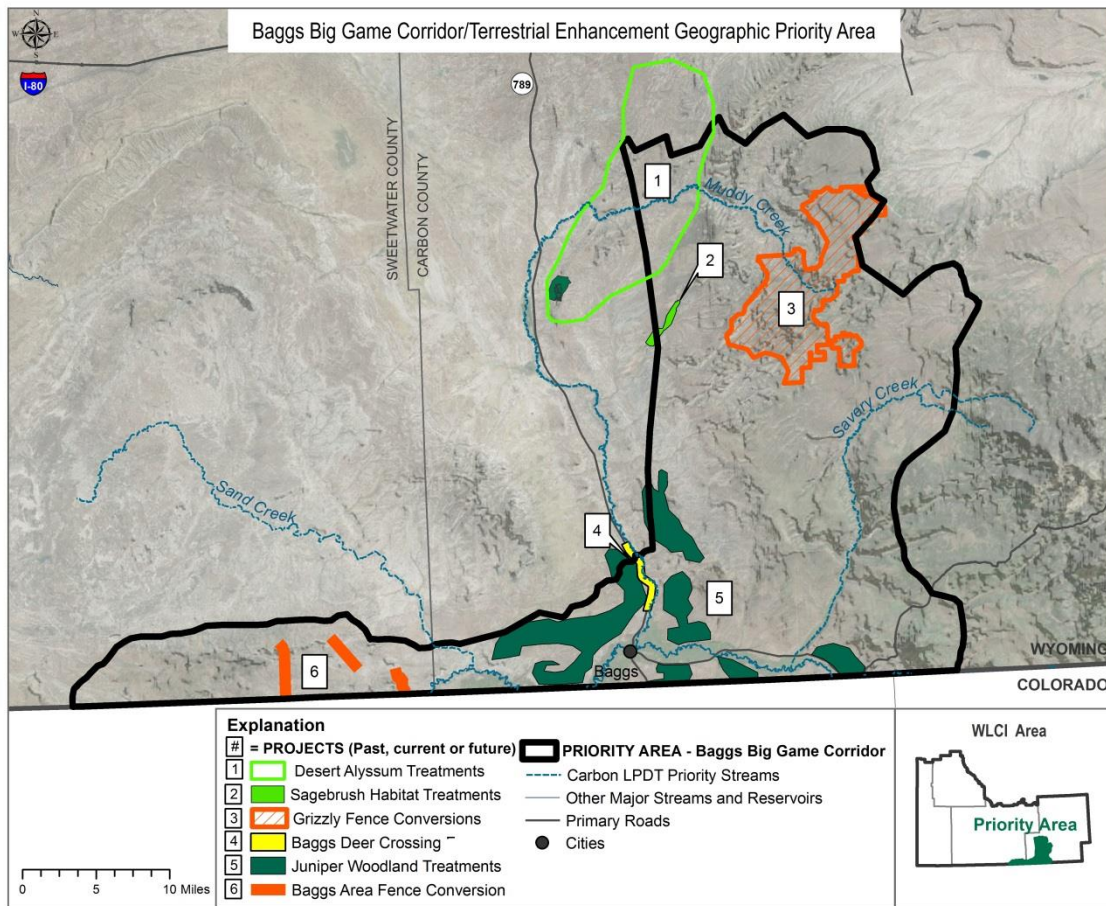 Baggs Big Game Corridor/Terrestrial Enhancement Geographic Priority Area
N
W E
S
I-80
789
SWEETWATER COUNTY
CARBON COUNTY
1
Muddy Creek
2
3
Savery Creek
Sand Creek
4
5
6
Baggs
WYOMING
COLORADO
Explanation
# = PROJECTS (Past, current or future)
1 Desert Alyssum Treatments
2 Sagebrush Habitat Treatments
3 Grizzly Fence Conversions
4 Baggs Deer Crossing
5 Juniper Woodland Treatments
6 Baggs Area Fence Conversion
PRIORITY AREA - Baggs Big Game Corridor
Carbon LPDT Priority Streams
Other Major Streams and Reservoirs
Primary Roads
Cities
WLCI Area
Priority Area
0 5 10 Miles